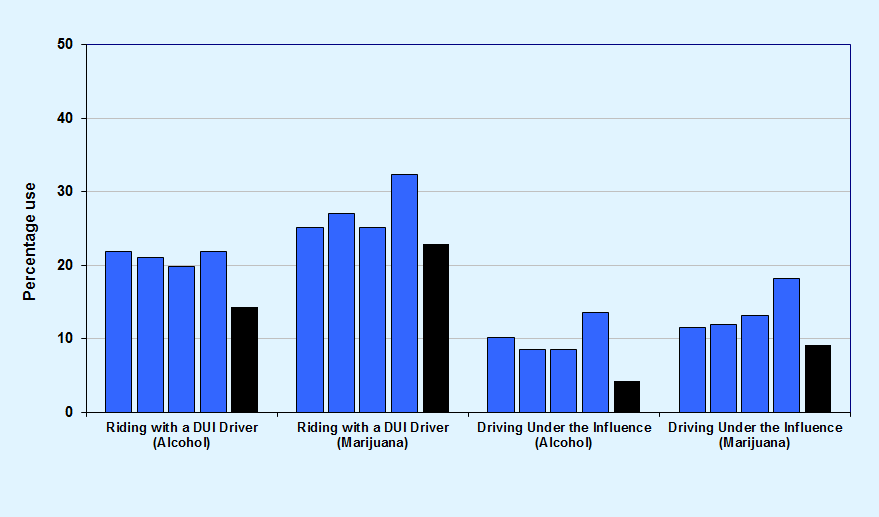 50
40
30
20
10
0
Percentage use
Riding with a DUI Driver
(Alcohol)
Riding with a DUI Driver
(Marijuana)
Driving Under the Influence
(Alcohol)
Driving Under the Influence
(Marijuana)